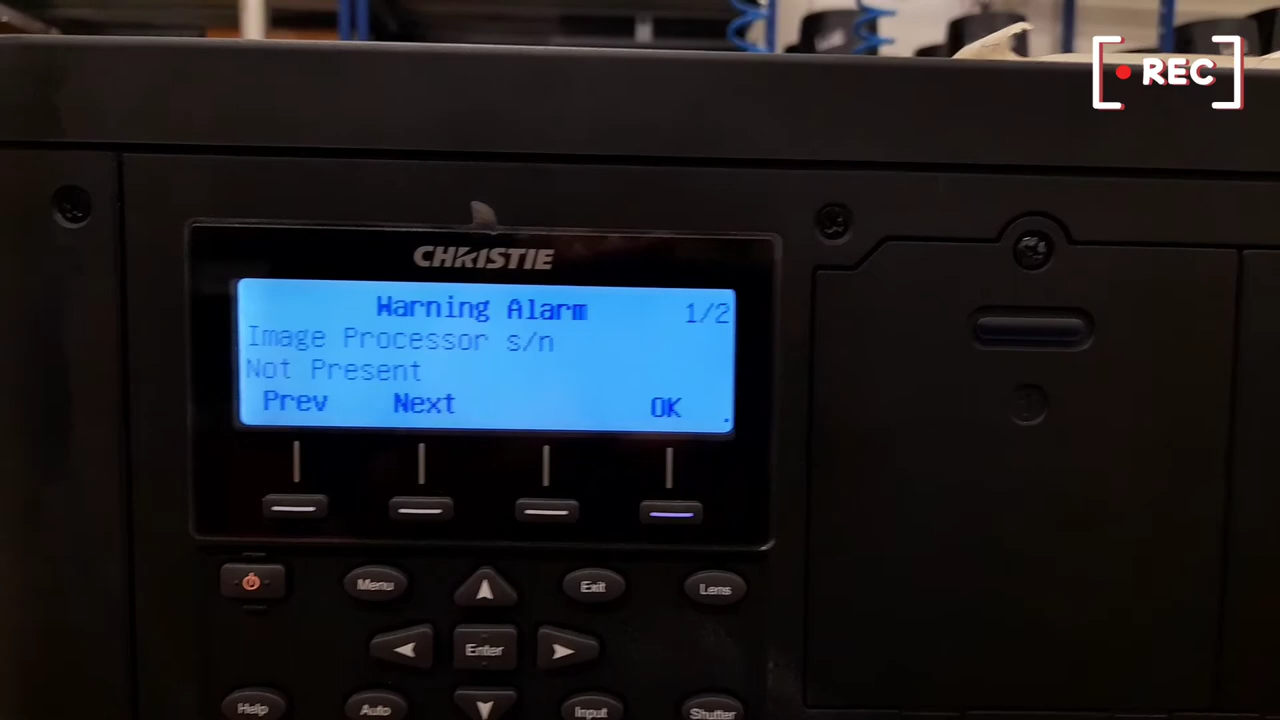 REC
CHRISTIE
Warning Alarm 1/2
Image Processor s/n
Not Present
Prev Next OK
Menu Exit Lens
Enter
Help Auto Input Shutter
1